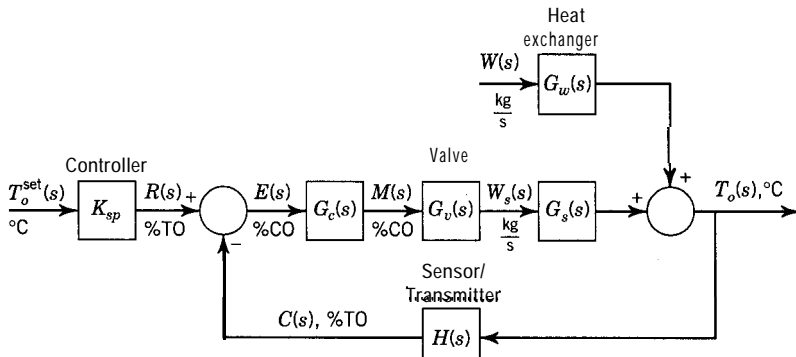 Heat
exchanger
W(s)
G_w(s)
kg
s
Controller
Valve
T_o^set(s)
R(s)
+
E(s)
M(s)
W_s(s)
+
+
T_o(s), °C
K_sp
G_c(s)
G_v(s)
G_s(s)
°C
%TO
−
%CO
%CO
kg
s
Sensor/
Transmitter
C(s), %TO
H(s)